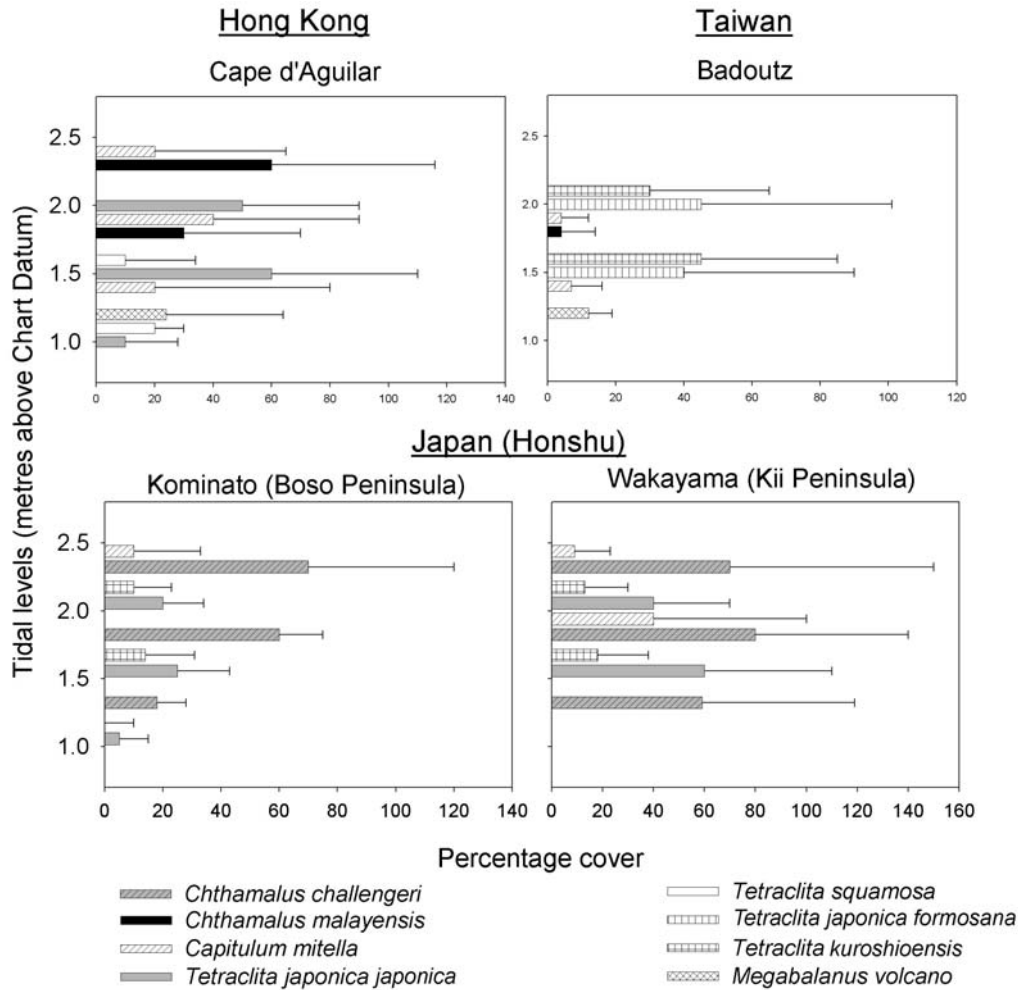 Hong Kong
Taiwan
Cape d'Aguilar
Badoutz
2.5
2.0
1.5
1.0
0 20 40 60 80 100 120 140
2.5
2.0
1.5
1.0
0 20 40 60 80 100 120
Tidal levels (metres above Chart Datum)
Japan (Honshu)
Kominato (Boso Peninsula)
Wakayama (Kii Peninsula)
2.5
2.0
1.5
1.0
0 20 40 60 80 100 120 140
0 20 40 60 80 100 120 140 160
Percentage cover
Chthamalus challengeri
Chthamalus malayensis
Capitulum mitella
Tetraclita japonica japonica
Tetraclita squamosa
Tetraclita japonica formosana
Tetraclita kuroshioensis
Megabalanus volcano